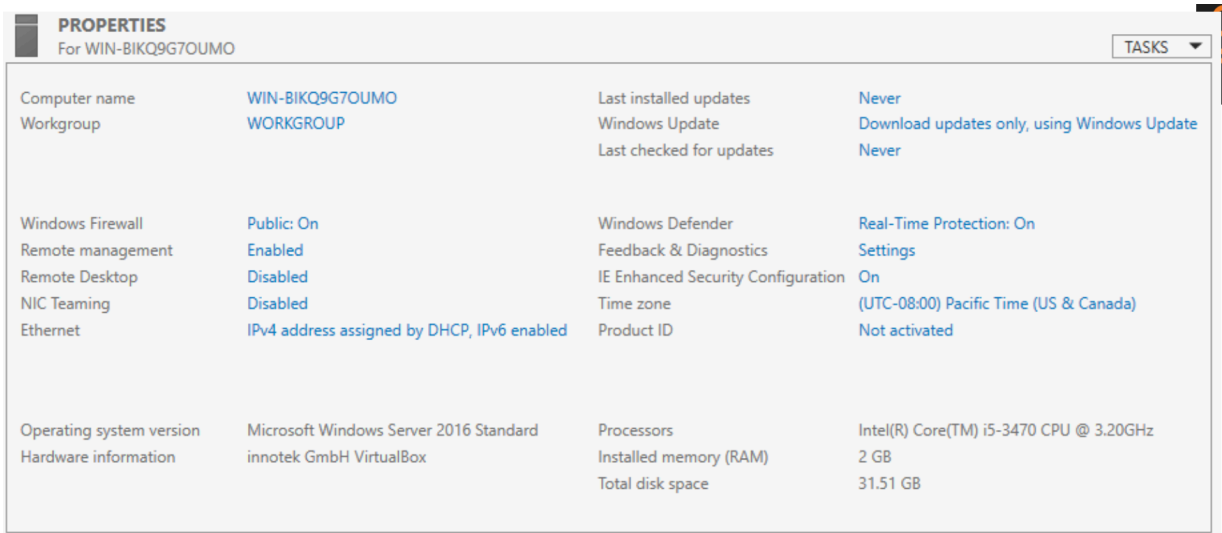 PROPERTIES
For WIN-BIKQ9G7OUMO
TASKS
Computer name WIN-BIKQ9G7OUMO Last installed updates Never
Workgroup WORKGROUP Windows Update Download updates only, using Windows Update
Last checked for updates Never
Windows Firewall Public: On Windows Defender Real-Time Protection: On
Remote management Enabled Feedback & Diagnostics Settings
Remote Desktop Disabled IE Enhanced Security Configuration On
NIC Teaming Disabled Time zone (UTC-08:00) Pacific Time (US & Canada)
Ethernet IPv4 address assigned by DHCP, IPv6 enabled Product ID Not activated
Operating system version Microsoft Windows Server 2016 Standard Processors Intel(R) Core(TM) i5-3470 CPU @ 3.20GHz
Hardware information innotek GmbH VirtualBox Installed memory (RAM) 2 GB
Total disk space 31.51 GB